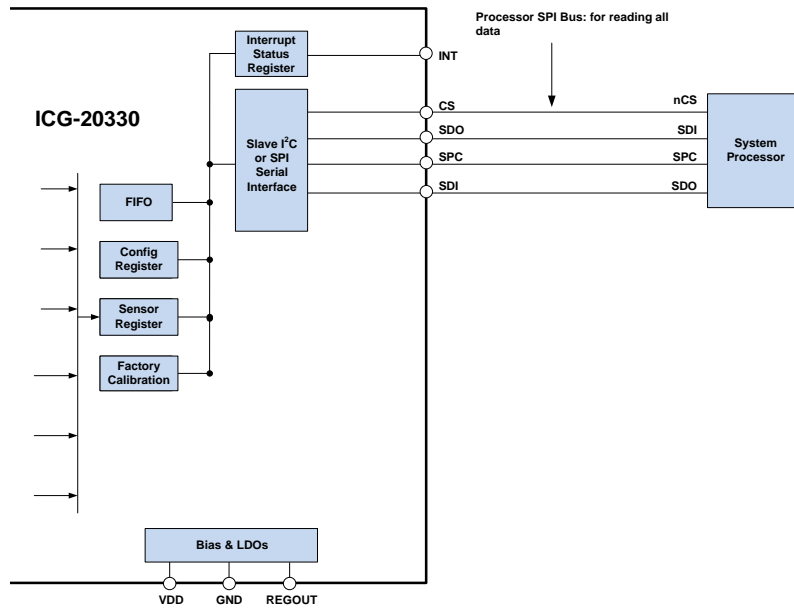 Processor SPI Bus: for reading all
data
Interrupt
Status
Register
INT
ICG-20330
CS
nCS
Slave I²C
or SPI
Serial
Interface
SDO
SDI
System
Processor
SPC
SPC
SDI
SDO
FIFO
Config
Register
Sensor
Register
Factory
Calibration
Bias & LDOs
VDD
GND
REGOUT